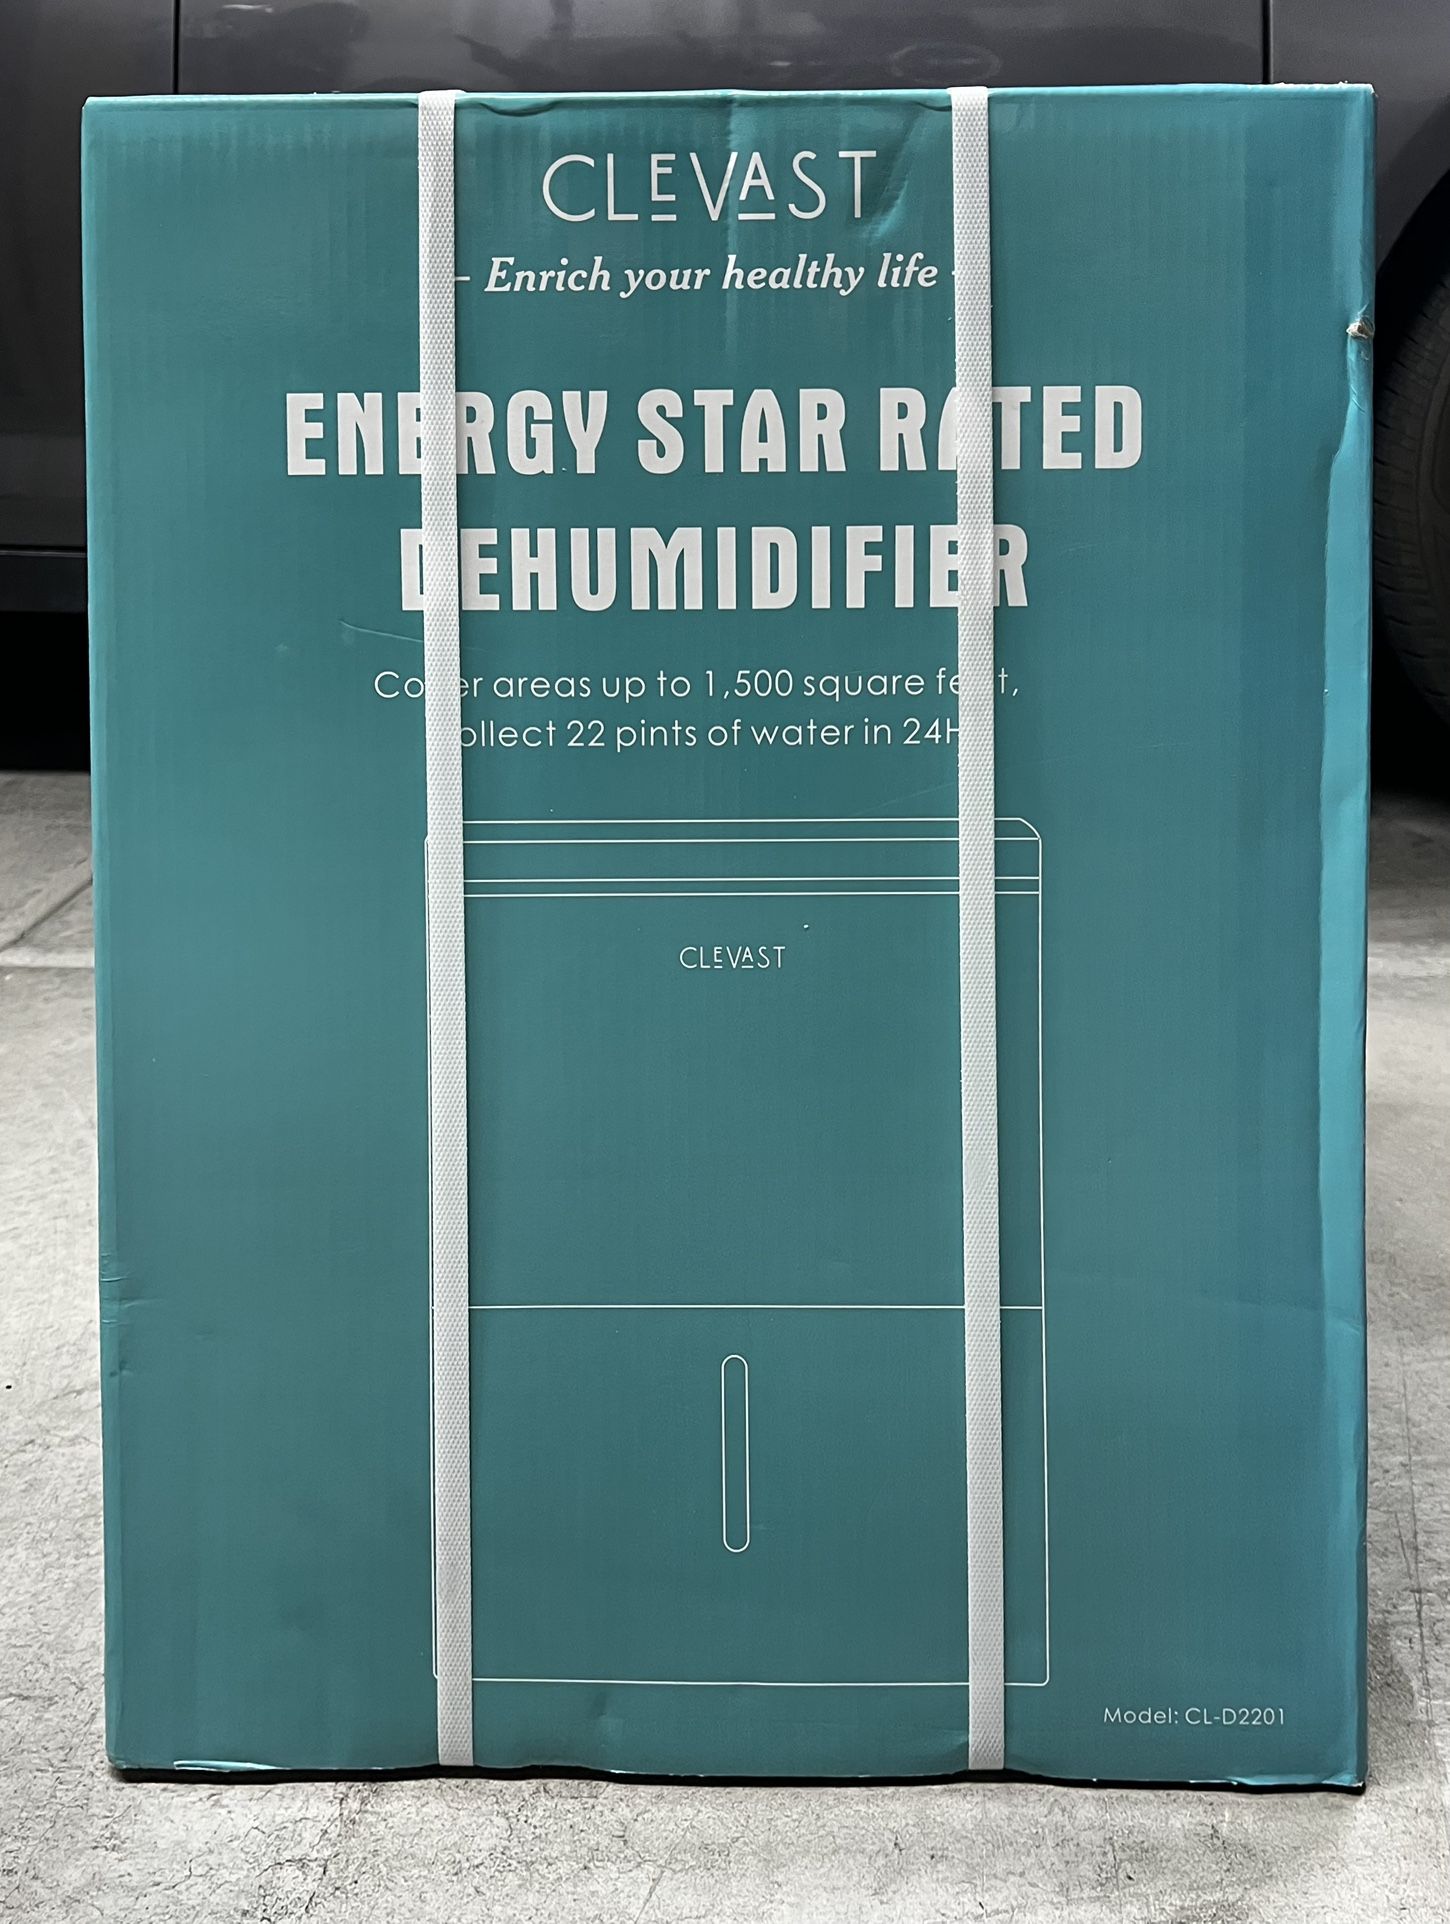 CLEVAST
- Enrich your healthy life -
ENERGY STAR RATED
DEHUMIDIFIER
Cover areas up to 1,500 square feet,
collect 22 pints of water in 24H
CLEVAST
Model: CL-D2201